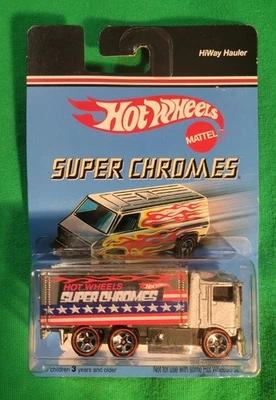 HiWay Hauler
Hot Wheels
MATTEL
SUPER CHROMES
HOT WHEELS
SUPER CHROMES
children 3 years and older
Not for use with some Hot Wheels